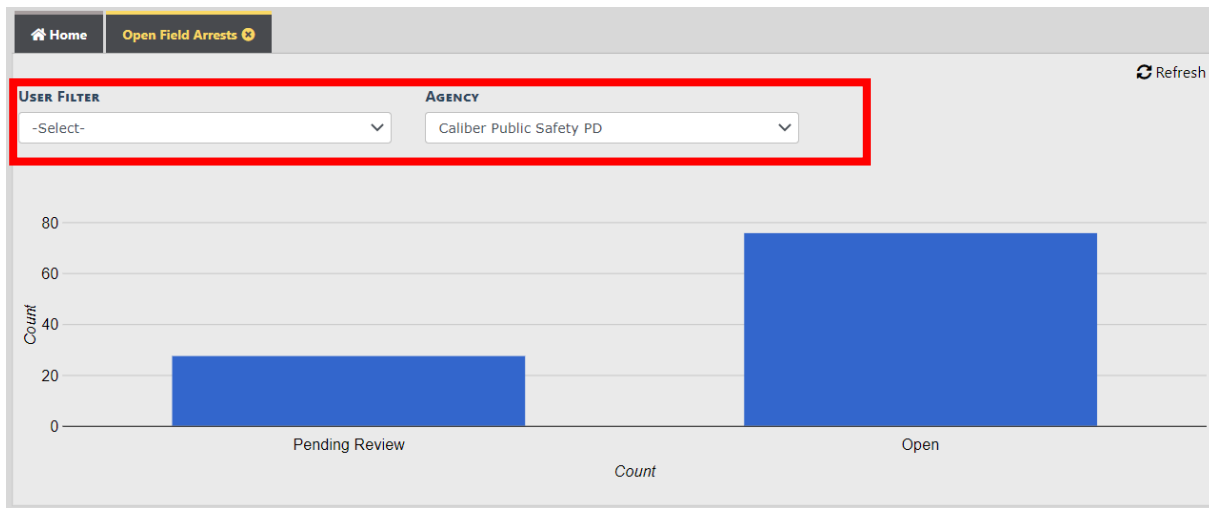 Home Open Field Arrests
Refresh
USER FILTER AGENCY
-Select- Caliber Public Safety PD
80
60
40
20
0
Count
Pending Review Open
Count